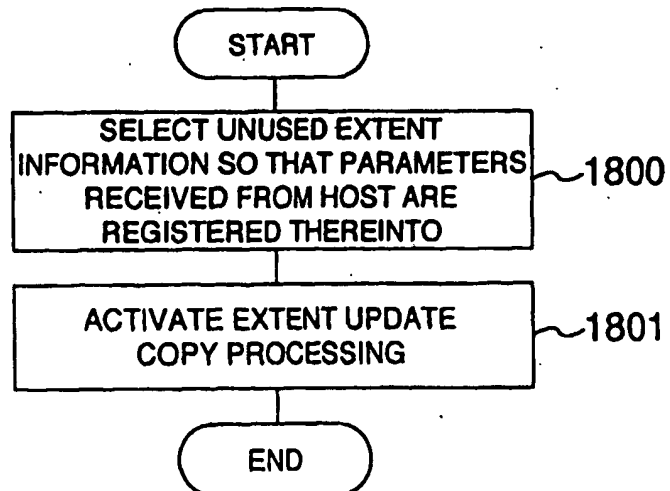 START
SELECT UNUSED EXTENT
INFORMATION SO THAT PARAMETERS
RECEIVED FROM HOST ARE
REGISTERED THEREINTO
1800
ACTIVATE EXTENT UPDATE
COPY PROCESSING
1801
END